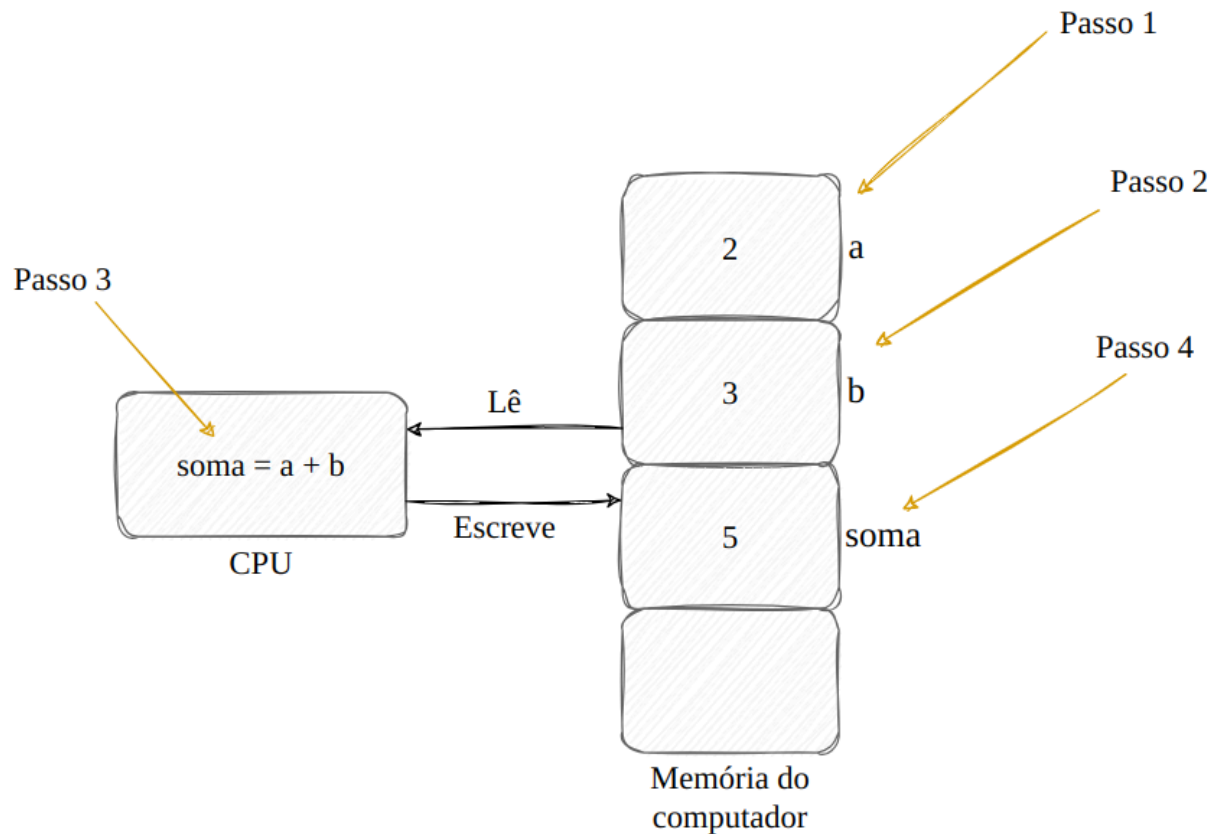 Passo 1
Passo 2
2
a
Passo 3
Passo 4
3
b
Lê
soma = a + b
Escreve
5
soma
CPU
Memória do
computador